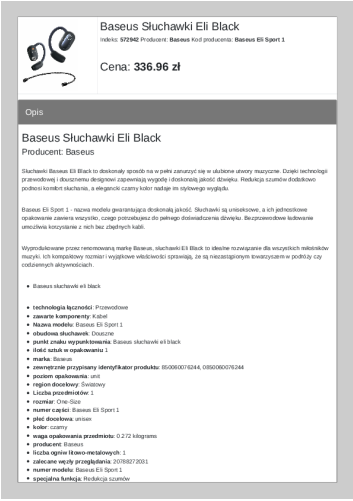 Baseus Słuchawki Eli Black
Indeks: 572942 Producent: Baseus Kod producenta: Baseus Eli Sport 1
Cena: 336.96 zł
Opis
Baseus Słuchawki Eli Black
Producent: Baseus
Słuchawki Baseus Eli Black to doskonały sposób na w pełni zanurzyć się w ulubione utwory muzyczne. Dzięki technologii
przewodowej i dousznemu designowi zapewniają wygodę i doskonałą jakość dźwięku. Redukcja szumów dodatkowo
podnosi komfort słuchania, a elegancki czarny kolor nadaje im stylowego wyglądu.
Baseus Eli Sport 1 - nazwa modelu gwarantująca doskonałą jakość. Słuchawki są uniseksowe, a ich jednostkowe
opakowanie zawiera wszystko, czego potrzebujesz do pełnego doświadczenia dźwięku. Bezprzewodowe ładowanie
umożliwia korzystanie z nich bez zbędnych kabli.
Wyprodukowane przez renomowaną markę Baseus, słuchawki Eli Black to idealne rozwiązanie dla wszystkich miłośników
muzyki. Ich kompaktowy rozmiar i wyjątkowe właściwości sprawiają, że są niezastąpionym towarzyszem w podróży czy
codziennych aktywnościach.
Baseus słuchawki eli black
technologia łączności: Przewodowe
zawarte komponenty: Kabel
Nazwa modelu: Baseus Eli Sport 1
obudowa słuchawek: Douszne
punkt znaku wypunktowania: Baseus słuchawki eli black
ilość sztuk w opakowaniu 1
marka: Baseus
zewnętrznie przypisany identyfikator produktu: 850060076244, 0850060076244
poziom opakowania: unit
region docelowy: Światowy
Liczba przedmiotów: 1
rozmiar: One-Size
numer części: Baseus Eli Sport 1
płeć docelowa: unisex
kolor: czarny
waga opakowania przedmiotu: 0.272 kilograms
producent: Baseus
liczba ogniw litowo-metalowych: 1
zalecane węzły przeglądania: 20788272031
numer modelu: Baseus Eli Sport 1
specjalna funkcja: Redukcja szumów